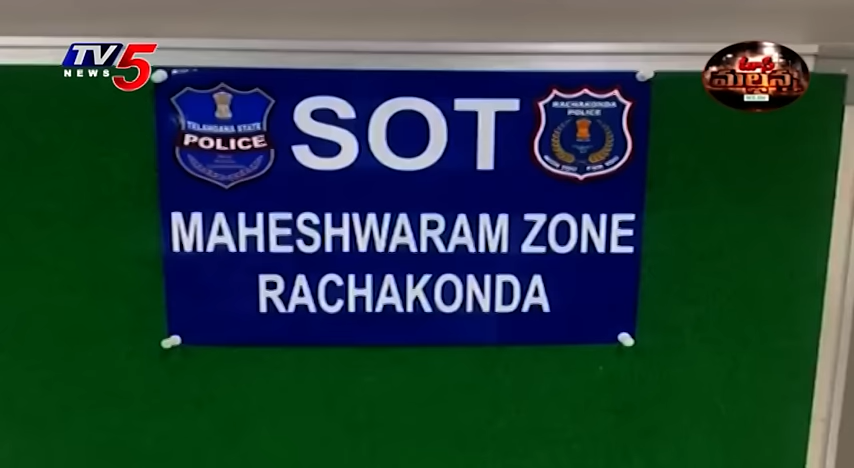 TV5
NEWS
టూరి
మల్లన్న
TELANGANA STATE
POLICE
SOT
RACHAKONDA
POLICE
MAHESHWARAM ZONE
RACHAKONDA